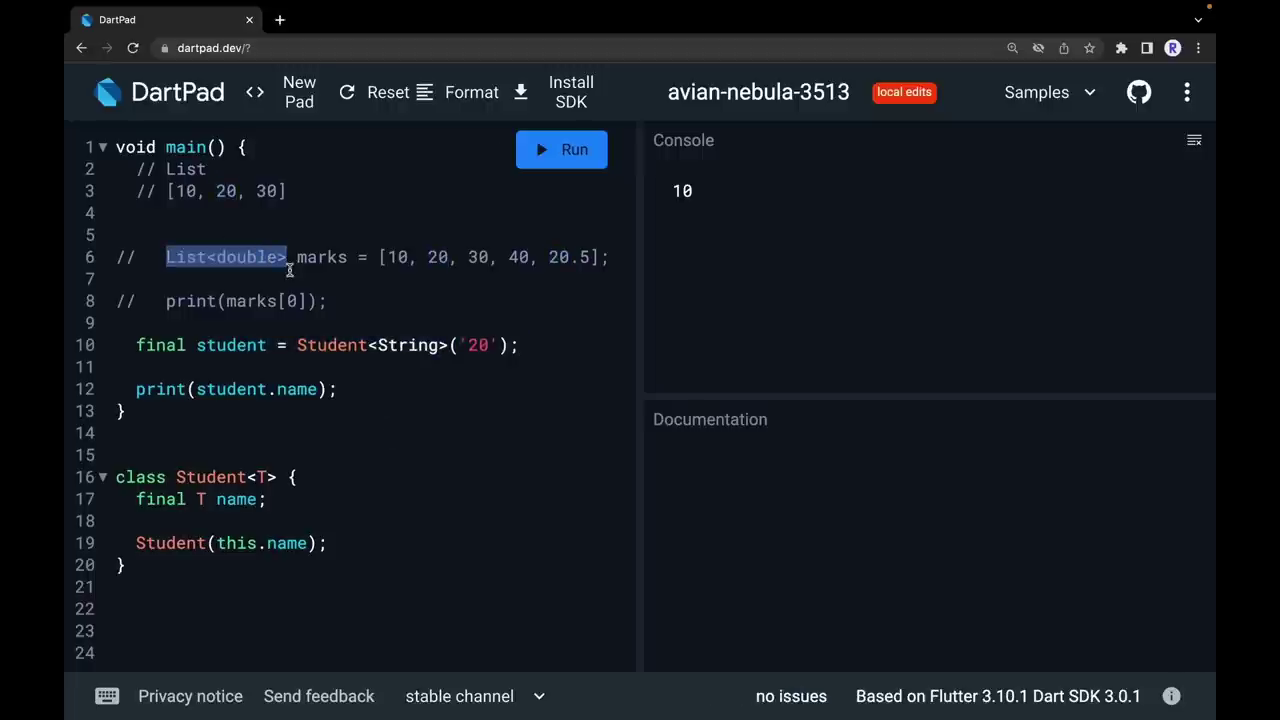 DartPad
dartpad.dev/?
R
DartPad
<>
New Pad
Reset
Format
Install SDK
avian-nebula-3513
local edits
Samples
1 void main() {
2 // List
3 // [10, 20, 30]
4
5
6 // List<double> marks = [10, 20, 30, 40, 20.5];
7
8 // print(marks[0]);
9
10 final student = Student<String>('20');
11
12 print(student.name);
13 }
14
15
16 class Student<T> {
17 final T name;
18
19 Student(this.name);
20 }
21
22
23
24
Run
Console
10
Documentation
Privacy notice
Send feedback
stable channel
no issues
Based on Flutter 3.10.1 Dart SDK 3.0.1